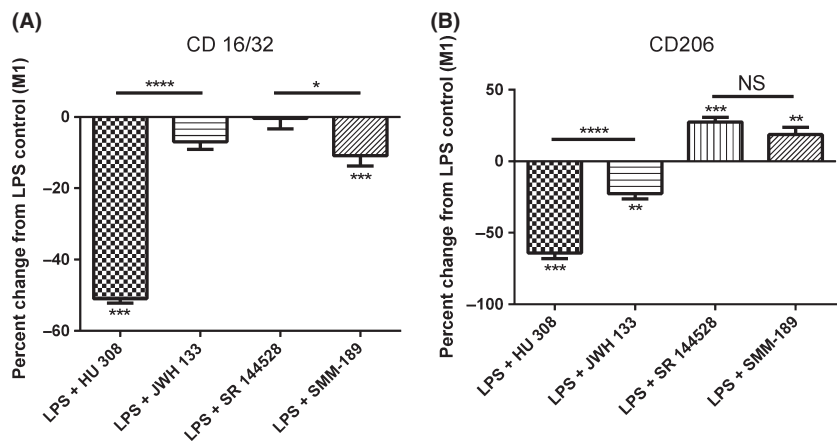 (A)
CD 16/32
Percent change from LPS control (M1)
0
–20
–40
–60
****
*
***
***
LPS + HU 308
LPS + JWH 133
LPS + SR 144528
LPS + SMM-189
(B)
CD206
Percent change from LPS control (M1)
50
0
–50
–100
NS
****
***
**
***
**
LPS + HU 308
LPS + JWH 133
LPS + SR 144528
LPS + SMM-189